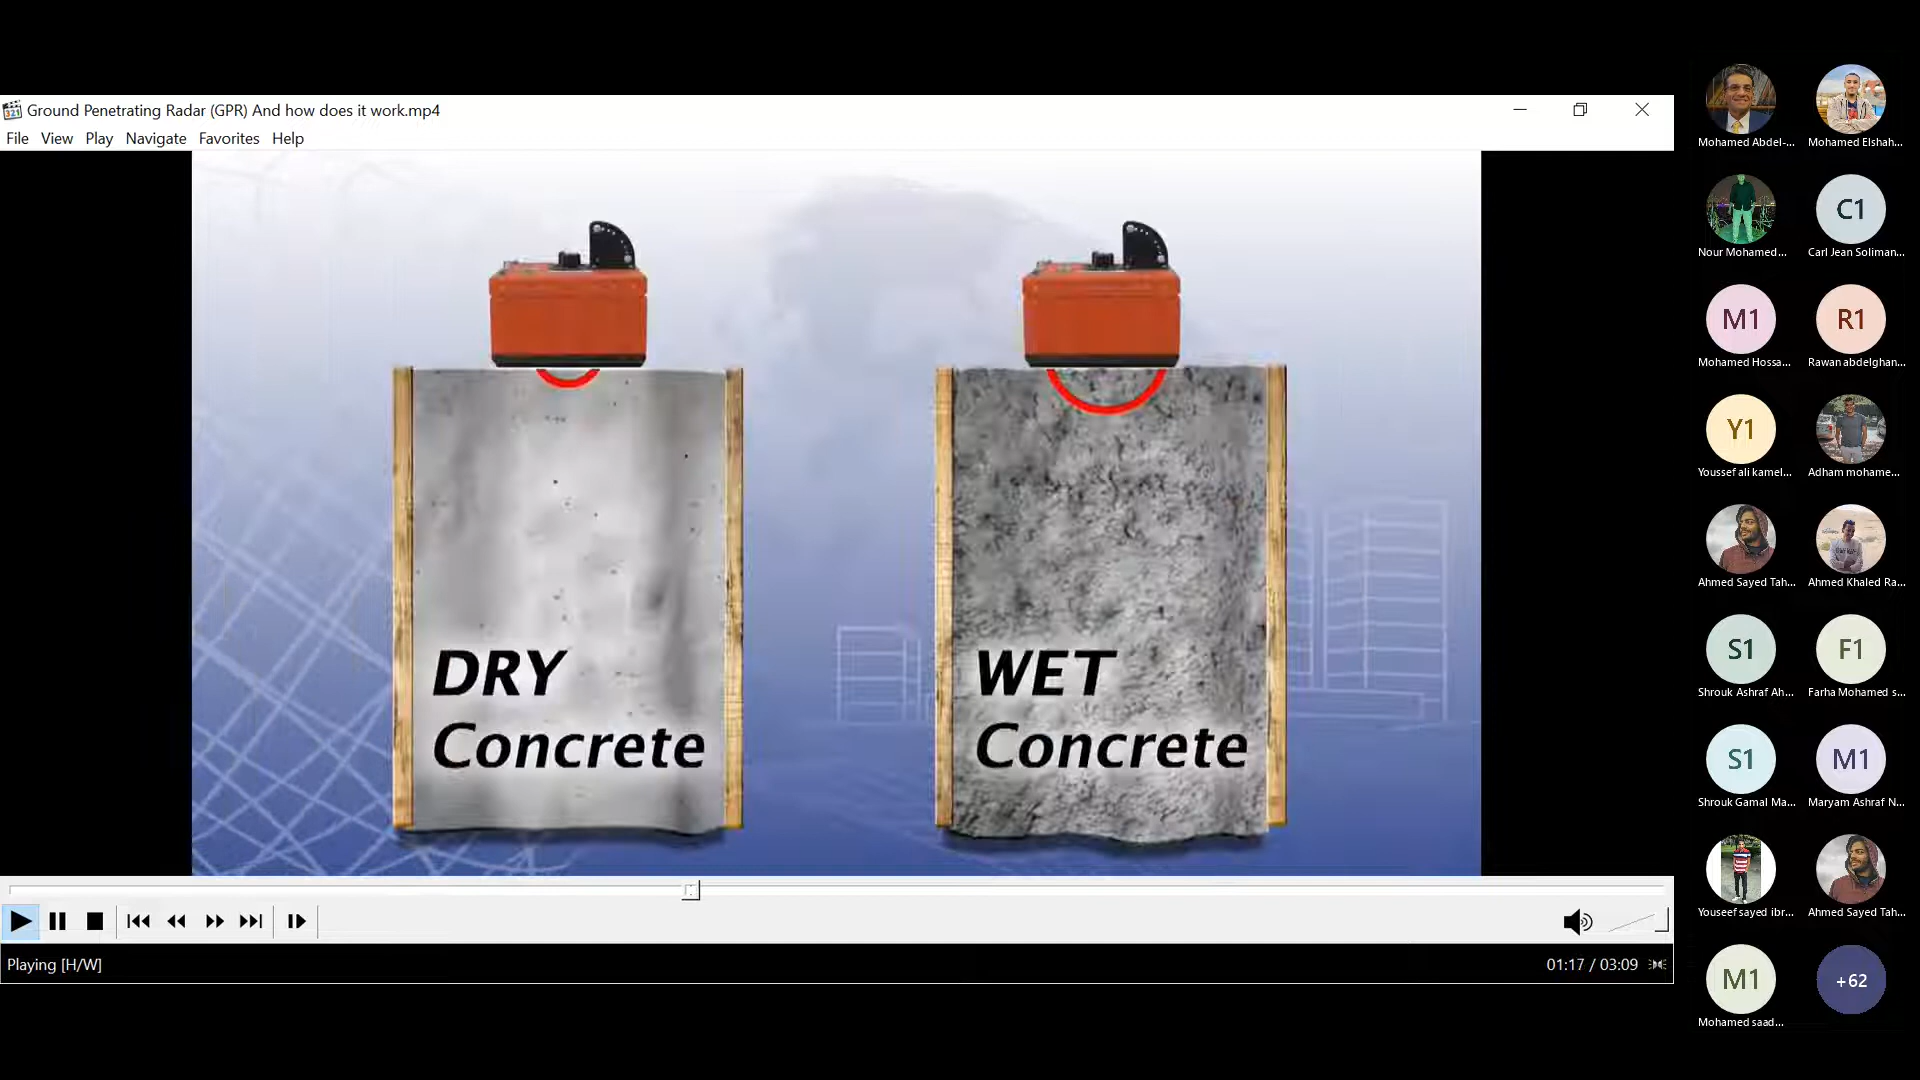 Ground Penetrating Radar (GPR) And how does it work.mp4
File View Play Navigate Favorites Help
DRY
Concrete
WET
Concrete
Playing [H/W]
01:17 / 03:09
Mohamed Abdel-...
Mohamed Elshah...
Nour Mohamed...
C1
Carl Jean Soliman...
M1
Mohamed Hossa...
R1
Rawan abdelghan...
Y1
Youssef ali kamel...
Adham mohame...
Ahmed Sayed Tah...
Ahmed Khaled Ra...
S1
Shrouk Ashraf Ah...
F1
Farha Mohamed s...
S1
Shrouk Gamal Ma...
M1
Maryam Ashraf N...
Youseef sayed ibr...
Ahmed Sayed Tah...
M1
Mohamed saad...
+62